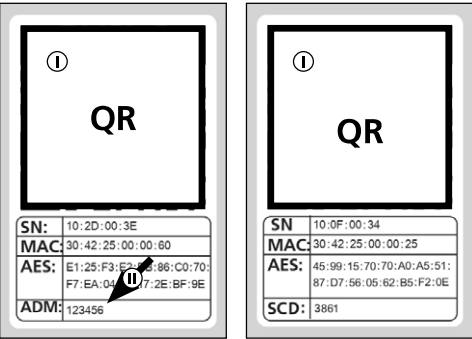 I
QR
SN: 10:2D:00:3E
MAC: 30:42:25:00:00:60
AES: E1:25:F3:E2: :86:C0:70:
F7:EA:04 7:2E:BF:9E
II
ADM: 123456
I
QR
SN 10:0F:00:34
MAC: 30:42:25:00:00:25
AES: 45:99:15:70:70:A0:A5:51:
87:D7:56:05:62:B5:F2:0E
SCD: 3861